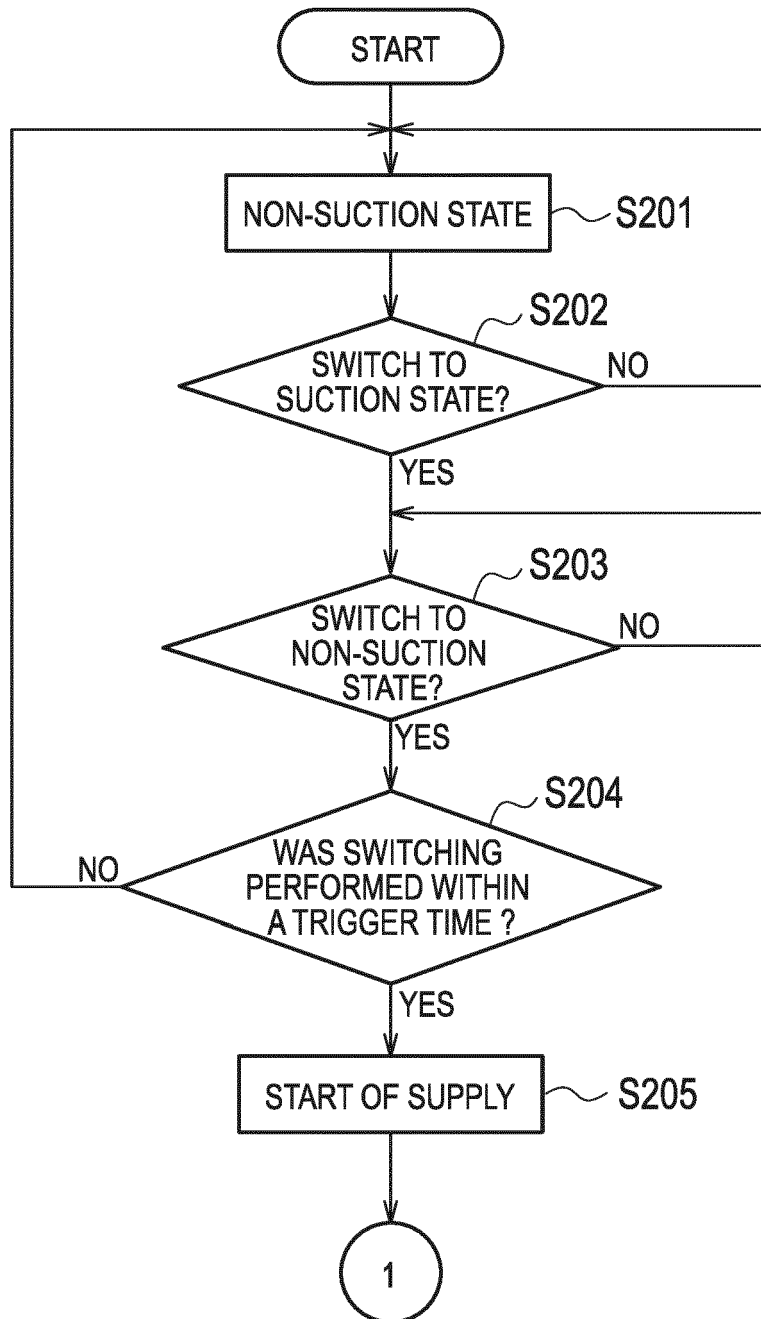 START
NON-SUCTION STATE
S201
S202
SWITCH TO
SUCTION STATE?
NO
YES
S203
SWITCH TO
NON-SUCTION
STATE?
NO
YES
S204
WAS SWITCHING
PERFORMED WITHIN
A TRIGGER TIME ?
NO
YES
START OF SUPPLY
S205
1